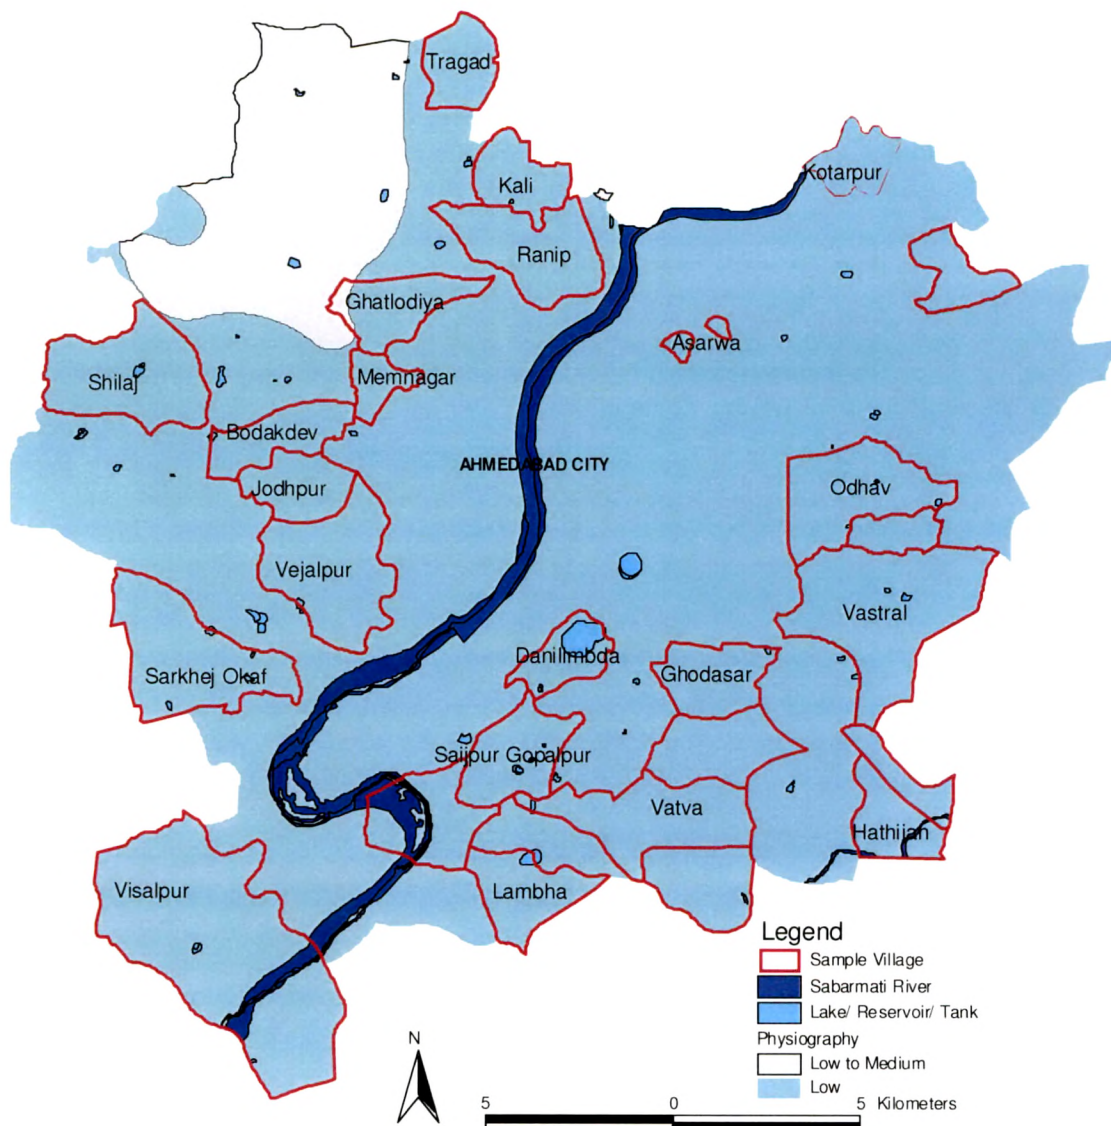 Tragad
Kotarpur
Kali
Ranip
Ghatlodiya
Asarwa
Memnagar
Shilaj
Bodakdev
AHMEDABAD CITY
Jodhpur
Odhav
Vejalpur
Vastral
Danilimbda
Sarkhej Okaf
Ghodasar
Saijpur Gopalpur
Vatva
Hathijan
Visalpur
Lambha
Legend
Sample Village
Sabarmati River
Lake/ Reservoir/ Tank
Physiography
Low to Medium
Low
N
5 0 5 Kilometers